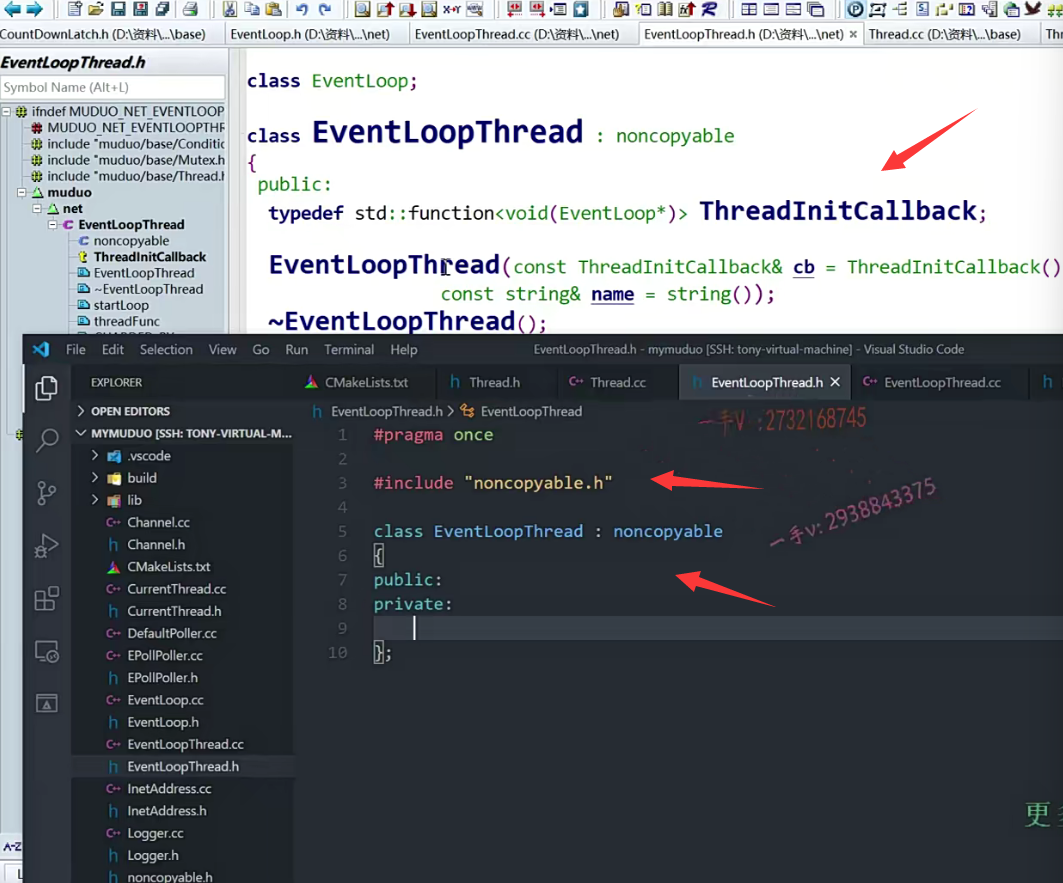 CountDownLatch.h (D:\资料\...\base)
EventLoop.h (D:\资料\...\net)
EventLoopThread.cc (D:\资料\...\net)
EventLoopThread.h (D:\资料\...\net)
Thread.cc (D:\资料\...\base)
EventLoopThread.h
Symbol Name (Alt+L)
ifndef MUDUO_NET_EVENTLOOP
MUDUO_NET_EVENTLOOPTHR
include "muduo/base/Conditic
include "muduo/base/Mutex.h
include "muduo/base/Thread.h
muduo
net
EventLoopThread
noncopyable
ThreadInitCallback
EventLoopThread
~EventLoopThread
startLoop
threadFunc
class EventLoop;
class EventLoopThread : noncopyable
{
public:
typedef std::function<void(EventLoop*)> ThreadInitCallback;
EventLoopThread(const ThreadInitCallback& cb = ThreadInitCallback()
const string& name = string());
~EventLoopThread();
File Edit Selection View Go Run Terminal Help
EventLoopThread.h - mymuduo [SSH: tony-virtual-machine] - Visual Studio Code
EXPLORER
CMakeLists.txt
Thread.h
Thread.cc
EventLoopThread.h
EventLoopThread.cc
OPEN EDITORS
MYMUDUO [SSH: TONY-VIRTUAL-M...
.vscode
build
lib
Channel.cc
Channel.h
CMakeLists.txt
CurrentThread.cc
CurrentThread.h
DefaultPoller.cc
EPollPoller.cc
EPollPoller.h
EventLoop.cc
EventLoop.h
EventLoopThread.cc
EventLoopThread.h
InetAddress.cc
InetAddress.h
Logger.cc
Logger.h
noncopyable.h
EventLoopThread.h > EventLoopThread
1 #pragma once
2
3 #include "noncopyable.h"
4
5 class EventLoopThread : noncopyable
6 {
7 public:
8 private:
9
10 };
一手V :2732168745
一手V: 2938843375
更